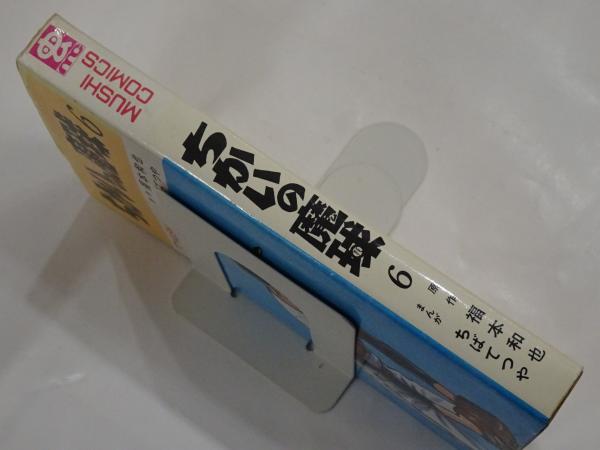 MUSHI
COMICS
ちかいの魔球
6
原作 福本和也
まんが ちばてつや
6